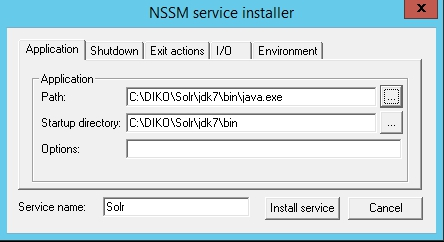 NSSM service installer
x
Application Shutdown Exit actions I/O Environment
Application
Path: C:\DIKO\Solr\jdk7\bin\java.exe ...
Startup directory: C:\DIKO\Solr\jdk7\bin ...
Options:
Service name: Solr Install service Cancel